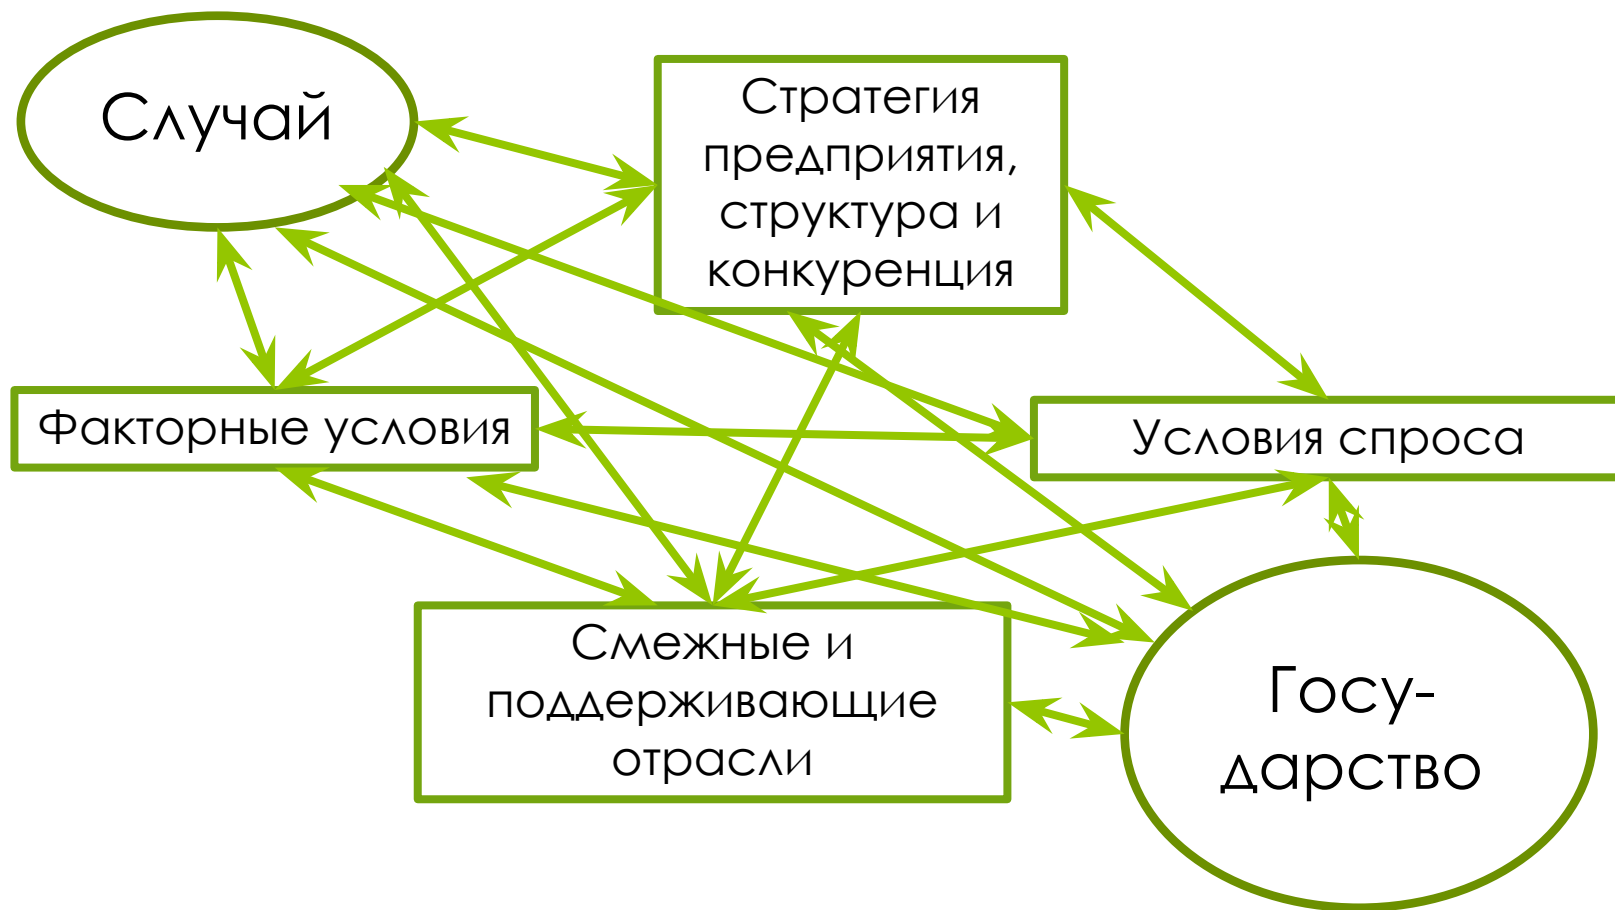 Случай
Стратегия
предприятия,
структура и
конкуренция
Факторные условия
Условия спроса
Смежные и
поддерживающие
отрасли
Госу-
дарство